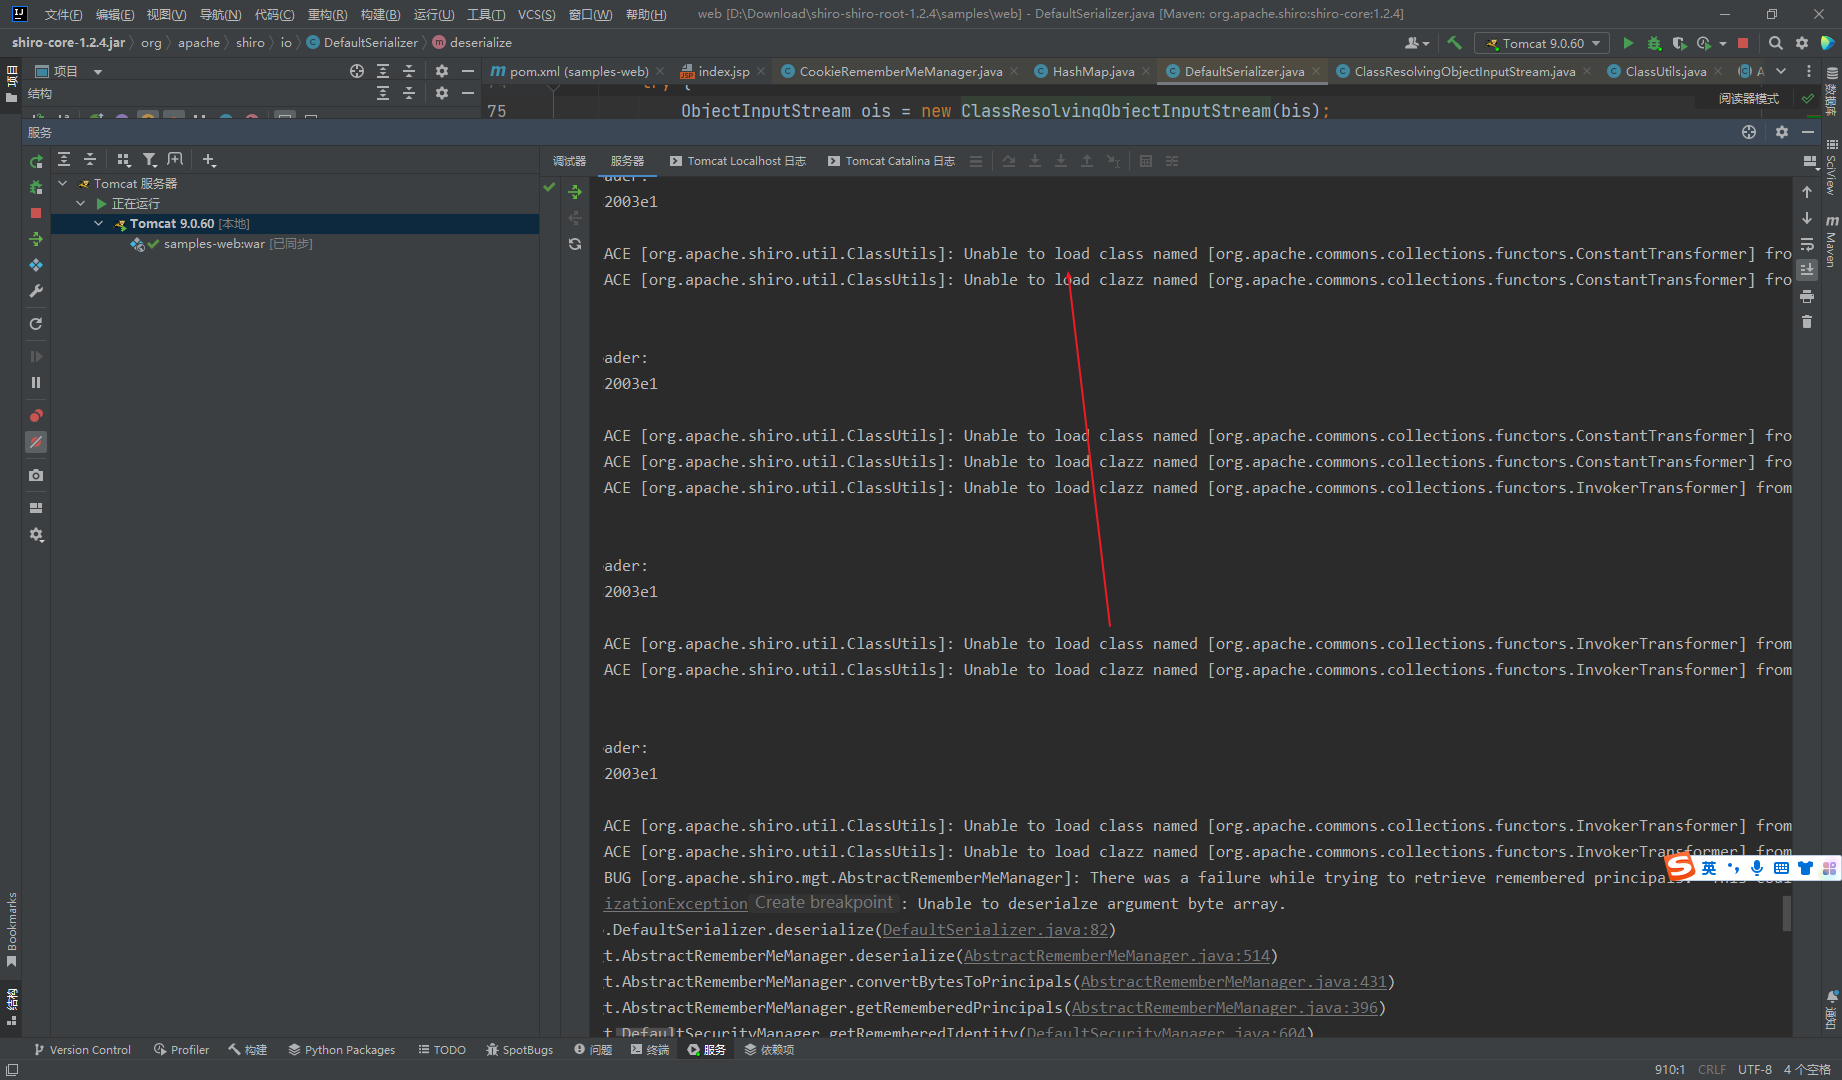 文件(F) 编辑(E) 视图(V) 导航(N) 代码(C) 重构(R) 构建(B) 运行(U) 工具(T) VCS(S) 窗口(W) 帮助(H) web [D:\Download\shiro-shiro-root-1.2.4\samples\web] - DefaultSerializer.java [Maven: org.apache.shiro:shiro-core:1.2.4]
shiro-core-1.2.4.jar org apache shiro io DefaultSerializer deserialize Tomcat 9.0.60
项目 pom.xml (samples-web) index.jsp CookieRememberMeManager.java HashMap.java DefaultSerializer.java ClassResolvingObjectInputStream.java ClassUtils.java A
结构 阅读器模式
75 ObjectInputStream ois = new ClassResolvingObjectInputStream(bis);
服务
调试器 服务器 Tomcat Localhost 日志 Tomcat Catalina 日志
Tomcat 服务器
正在运行
Tomcat 9.0.60 [本地]
samples-web:war [已同步]
ader:
2003e1
ACE [org.apache.shiro.util.ClassUtils]: Unable to load class named [org.apache.commons.collections.functors.ConstantTransformer] fro
ACE [org.apache.shiro.util.ClassUtils]: Unable to load clazz named [org.apache.commons.collections.functors.ConstantTransformer] fro
ader:
2003e1
ACE [org.apache.shiro.util.ClassUtils]: Unable to load class named [org.apache.commons.collections.functors.ConstantTransformer] fro
ACE [org.apache.shiro.util.ClassUtils]: Unable to load clazz named [org.apache.commons.collections.functors.ConstantTransformer] fro
ACE [org.apache.shiro.util.ClassUtils]: Unable to load clazz named [org.apache.commons.collections.functors.InvokerTransformer] from
ader:
2003e1
ACE [org.apache.shiro.util.ClassUtils]: Unable to load class named [org.apache.commons.collections.functors.InvokerTransformer] from
ACE [org.apache.shiro.util.ClassUtils]: Unable to load clazz named [org.apache.commons.collections.functors.InvokerTransformer] from
ader:
2003e1
ACE [org.apache.shiro.util.ClassUtils]: Unable to load class named [org.apache.commons.collections.functors.InvokerTransformer] from
ACE [org.apache.shiro.util.ClassUtils]: Unable to load clazz named [org.apache.commons.collections.functors.InvokerTransformer] from
BUG [org.apache.shiro.mgt.AbstractRememberMeManager]: There was a failure while trying to retrieve remembered principals. This coul
izationException Create breakpoint : Unable to deserialze argument byte array.
.DefaultSerializer.deserialize(DefaultSerializer.java:82)
t.AbstractRememberMeManager.deserialize(AbstractRememberMeManager.java:514)
t.AbstractRememberMeManager.convertBytesToPrincipals(AbstractRememberMeManager.java:431)
t.AbstractRememberMeManager.getRememberedPrincipals(AbstractRememberMeManager.java:396)
t.DefaultSecurityManager.getRememberedIdentity(DefaultSecurityManager.java:604)
英
项目
Bookmarks
结构
数据库
SciView
Maven
通知
Version Control Profiler 构建 Python Packages TODO SpotBugs 问题 终端 服务 依赖项
910:1 CRLF UTF-8 4 个空格